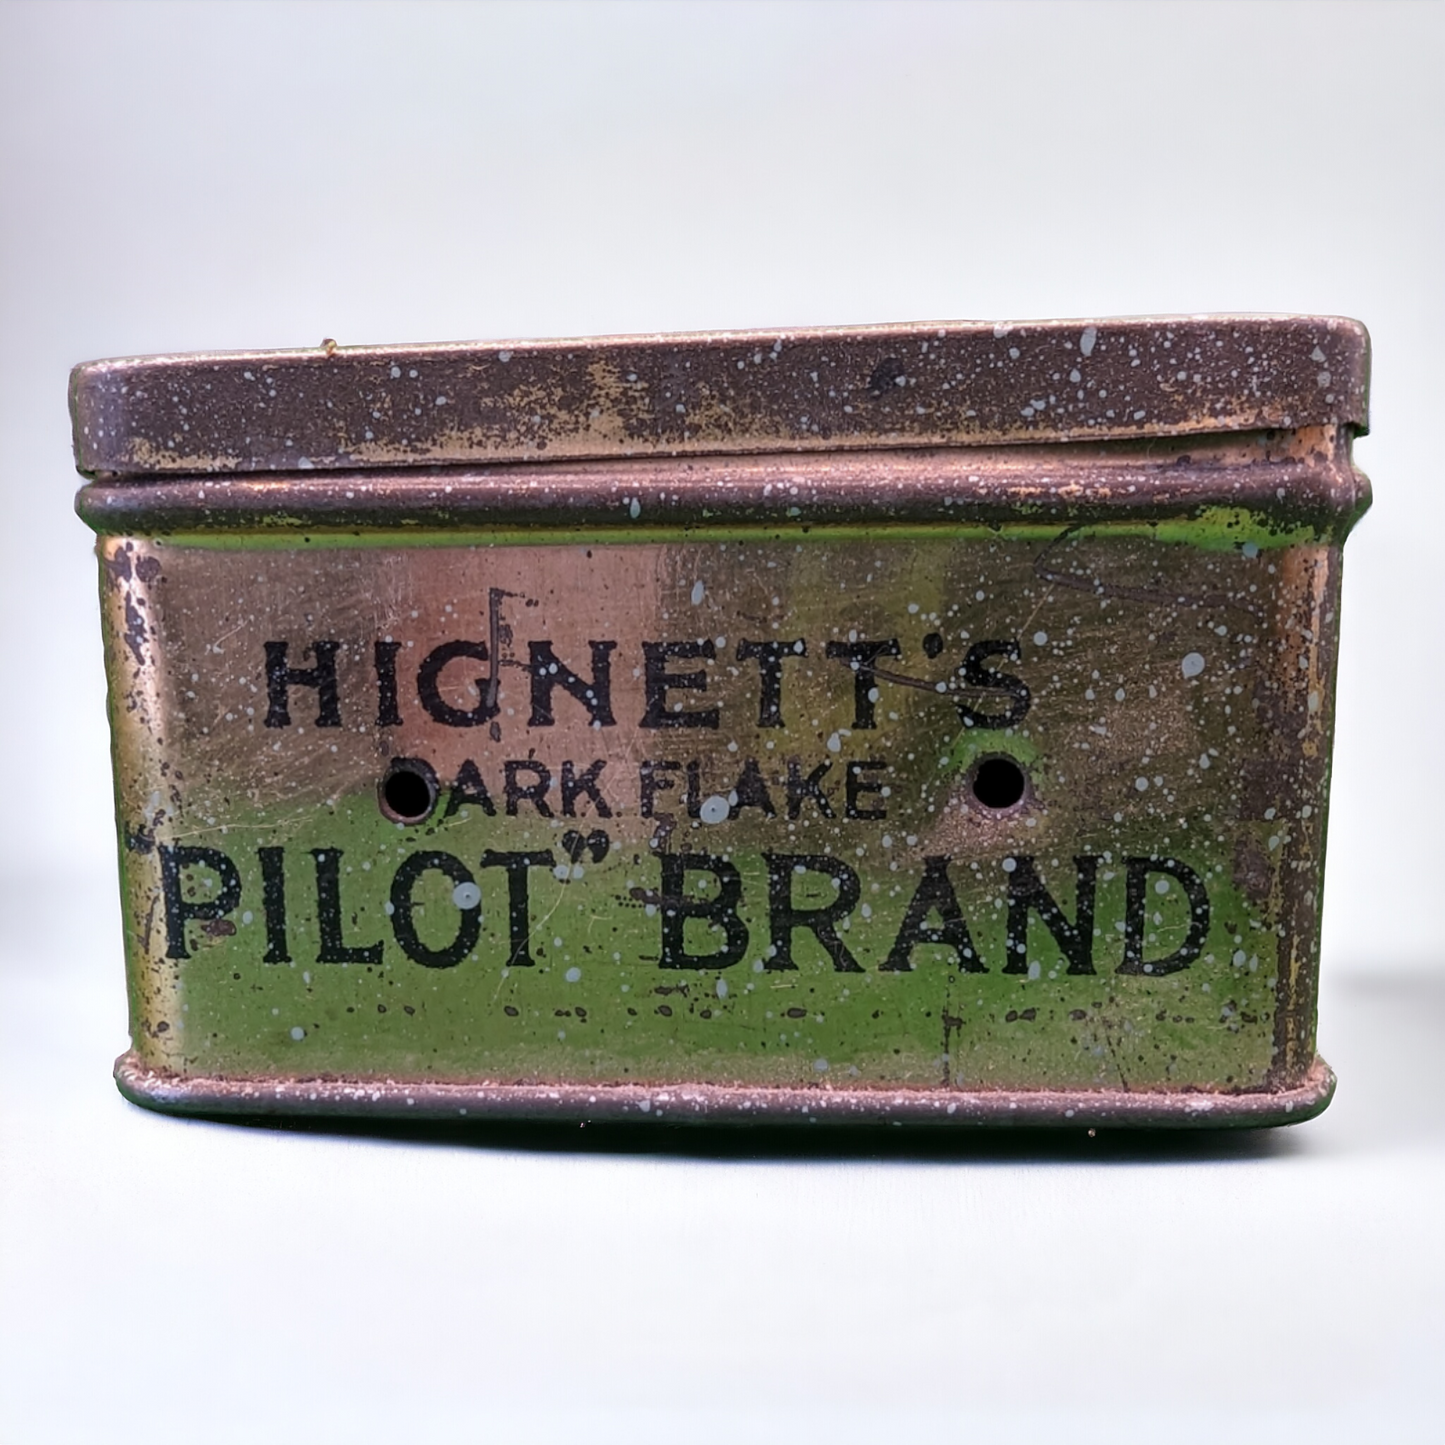 HIGNETT'S
DARK FLAKE
"PILOT" BRAND